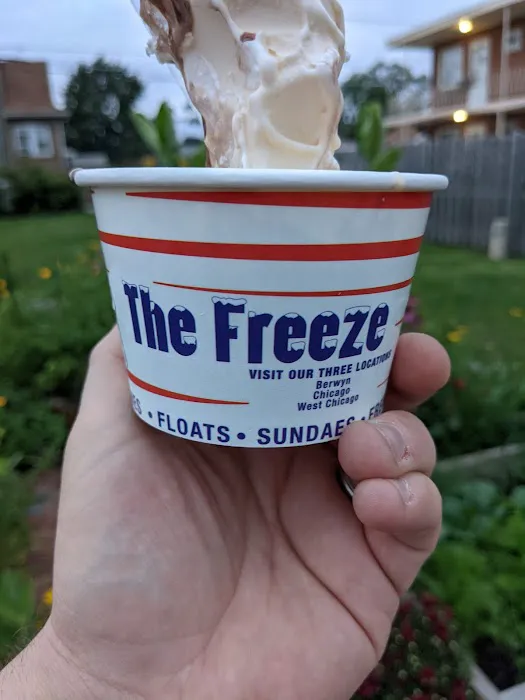 The Freeze
VISIT OUR THREE LOCATIONS
Berwyn
Chicago
West Chicago
• FLOATS • SUNDAES •